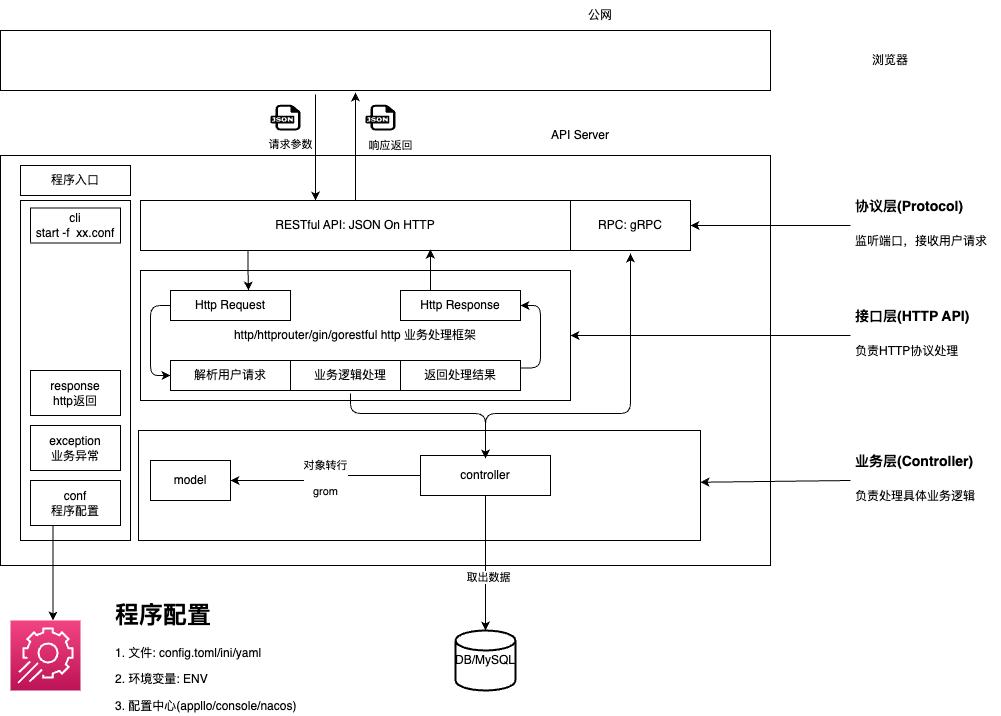 公网
浏览器
JSON
请求参数
JSON
响应返回
API Server
程序入口
cli
start -f xx.conf
RESTful API: JSON On HTTP
RPC: gRPC
协议层(Protocol)
监听端口，接收用户请求
Http Request
Http Response
http/httprouter/gin/gorestful http 业务处理框架
解析用户请求
业务逻辑处理
返回处理结果
接口层(HTTP API)
负责HTTP协议处理
response
http返回
exception
业务异常
conf
程序配置
model
对象转行
grom
controller
业务层(Controller)
负责处理具体业务逻辑
取出数据
DB/MySQL
程序配置
1. 文件: config.toml/ini/yaml
2. 环境变量: ENV
3. 配置中心(appllo/console/nacos)